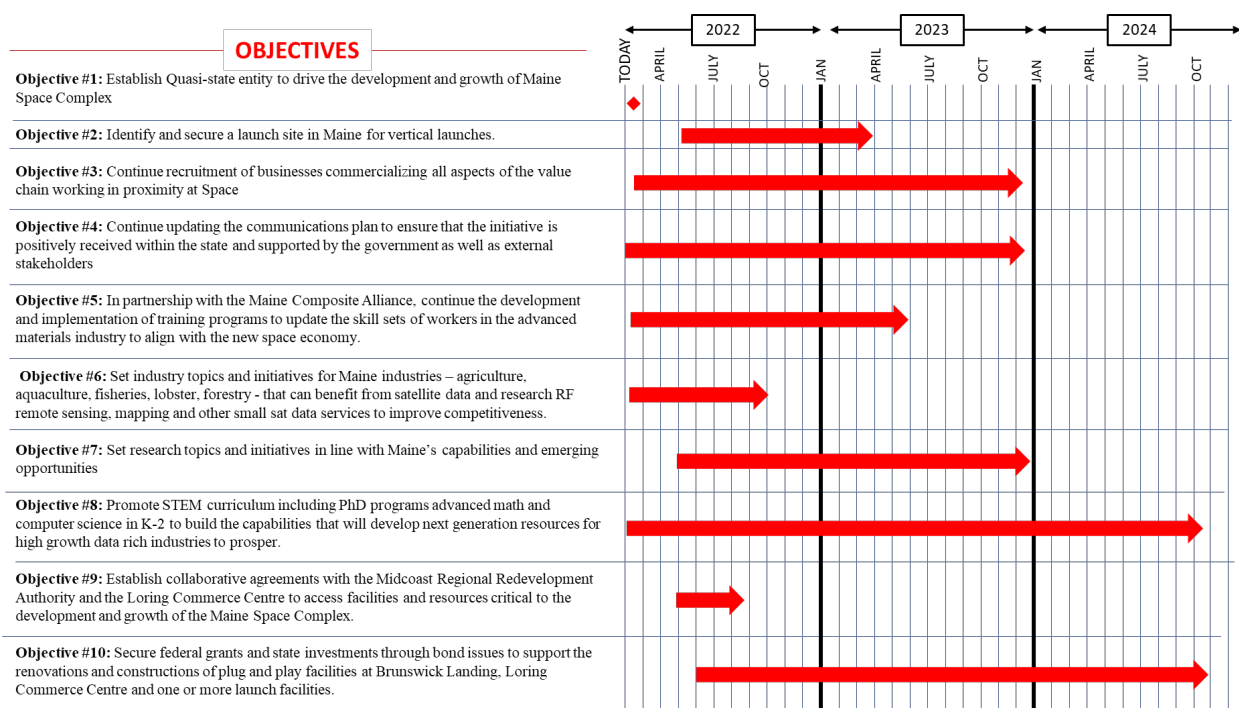 2022 2023 2024
OBJECTIVES
TODAY APRIL JULY OCT JAN APRIL JULY OCT JAN APRIL JULY OCT
Objective #1: Establish Quasi-state entity to drive the development and growth of Maine
Space Complex
Objective #2: Identify and secure a launch site in Maine for vertical launches.
Objective #3: Continue recruitment of businesses commercializing all aspects of the value
chain working in proximity at Space
Objective #4: Continue updating the communications plan to ensure that the initiative is
positively received within the state and supported by the government as well as external
stakeholders
Objective #5: In partnership with the Maine Composite Alliance, continue the development
and implementation of training programs to update the skill sets of workers in the advanced
materials industry to align with the new space economy.
Objective #6: Set industry topics and initiatives for Maine industries – agriculture,
aquaculture, fisheries, lobster, forestry - that can benefit from satellite data and research RF
remote sensing, mapping and other small sat data services to improve competitiveness.
Objective #7: Set research topics and initiatives in line with Maine’s capabilities and emerging
opportunities
Objective #8: Promote STEM curriculum including PhD programs advanced math and
computer science in K-2 to build the capabilities that will develop next generation resources for
high growth data rich industries to prosper.
Objective #9: Establish collaborative agreements with the Midcoast Regional Redevelopment
Authority and the Loring Commerce Centre to access facilities and resources critical to the
development and growth of the Maine Space Complex.
Objective #10: Secure federal grants and state investments through bond issues to support the
renovations and constructions of plug and play facilities at Brunswick Landing, Loring
Commerce Centre and one or more launch facilities.